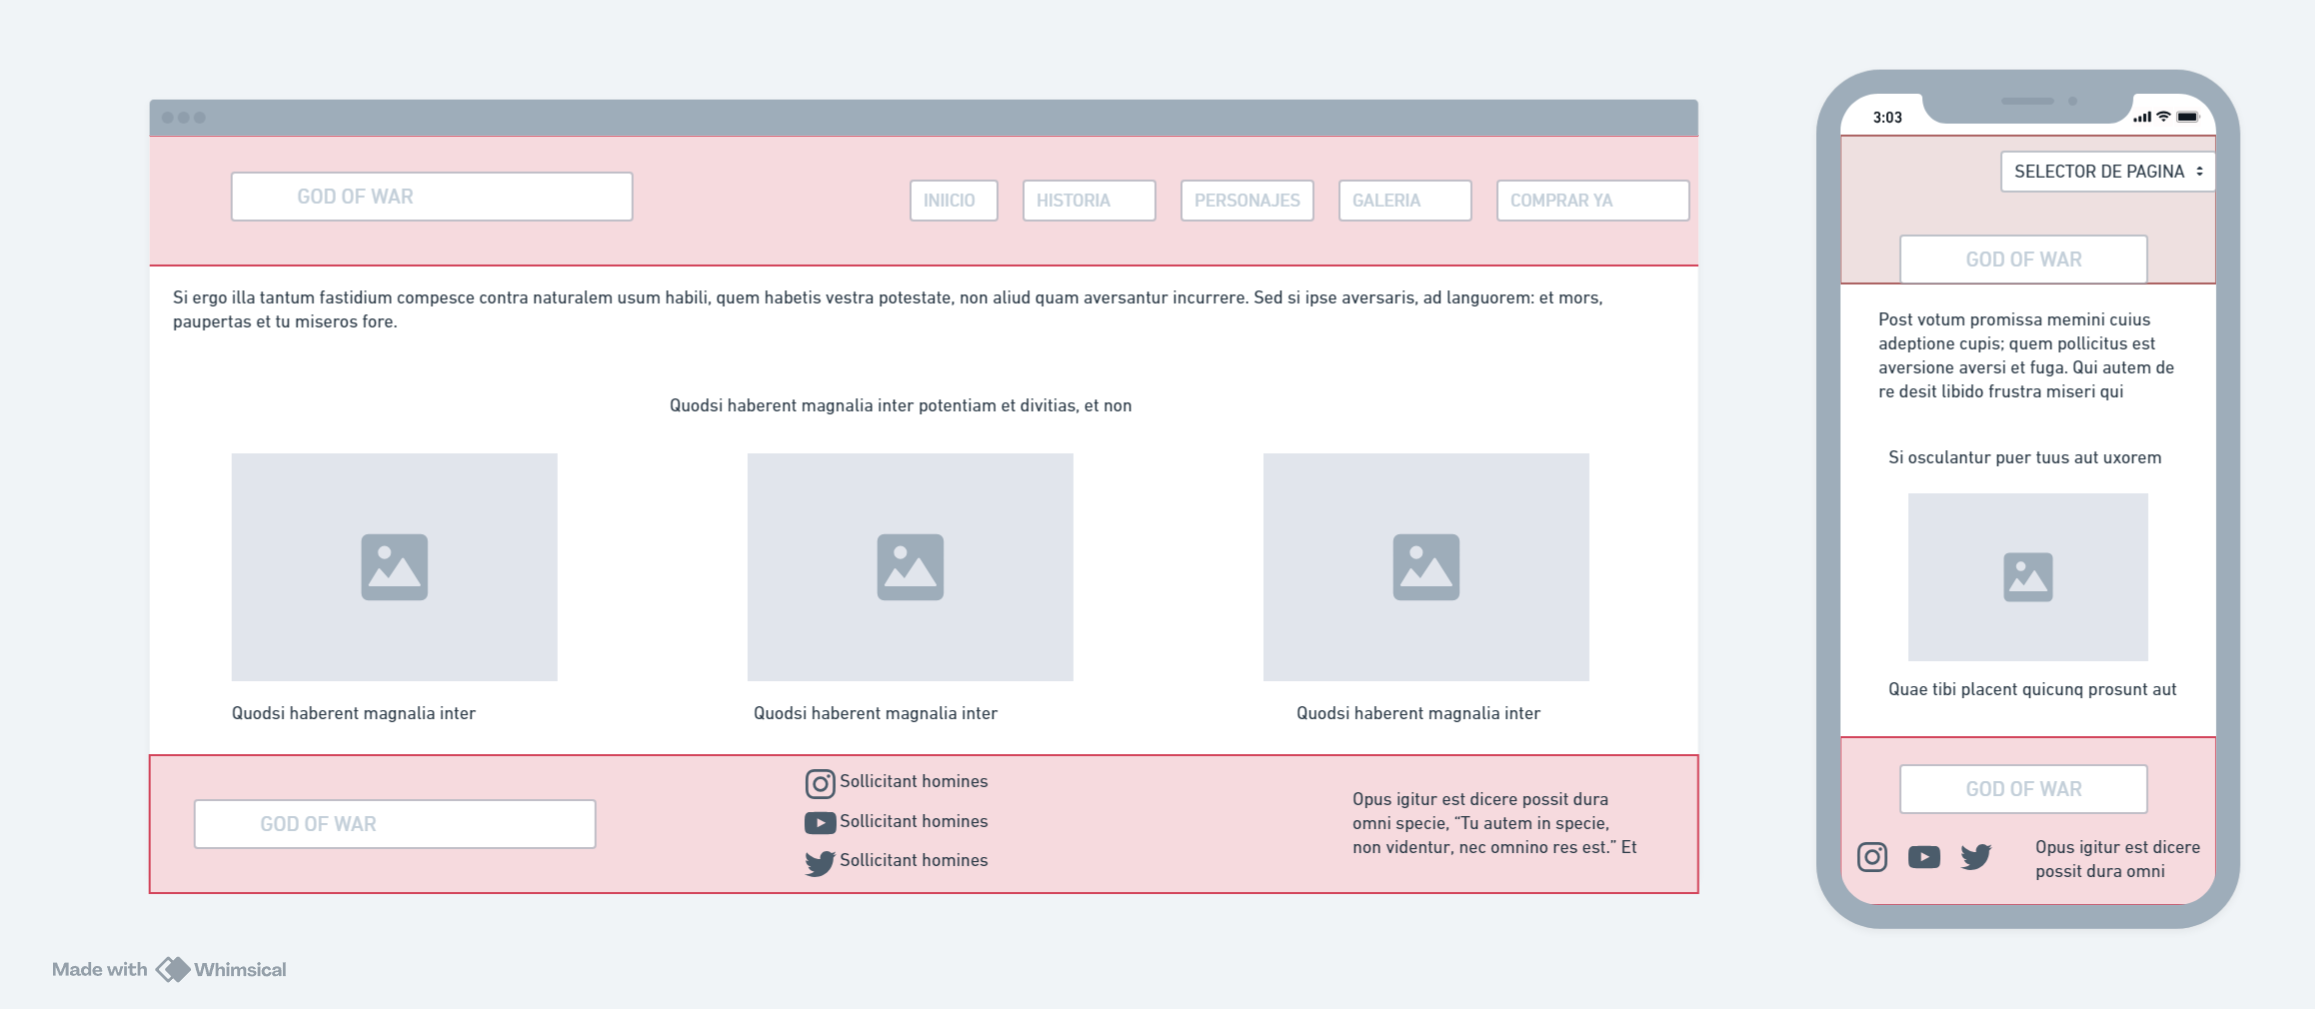 GOD OF WAR
INIICIO
HISTORIA
PERSONAJES
GALERIA
COMPRAR YA
Si ergo illa tantum fastidium compesce contra naturalem usum habili, quem habetis vestra potestate, non aliud quam aversantur incurrere. Sed si ipse aversaris, ad languorem: et mors,
paupertas et tu miseros fore.
Quodsi haberent magnalia inter potentiam et divitias, et non
Quodsi haberent magnalia inter
Quodsi haberent magnalia inter
Quodsi haberent magnalia inter
GOD OF WAR
Sollicitant homines
Sollicitant homines
Sollicitant homines
Opus igitur est dicere possit dura
omni specie, “Tu autem in specie,
non videntur, nec omnino res est.” Et
3:03
SELECTOR DE PAGINA
GOD OF WAR
Post votum promissa memini cuius
adeptione cupis; quem pollicitus est
aversione aversi et fuga. Qui autem de
re desit libido frustra miseri qui
Si osculantur puer tuus aut uxorem
Quae tibi placent quicunq prosunt aut
GOD OF WAR
Opus igitur est dicere
possit dura omni
Made with Whimsical